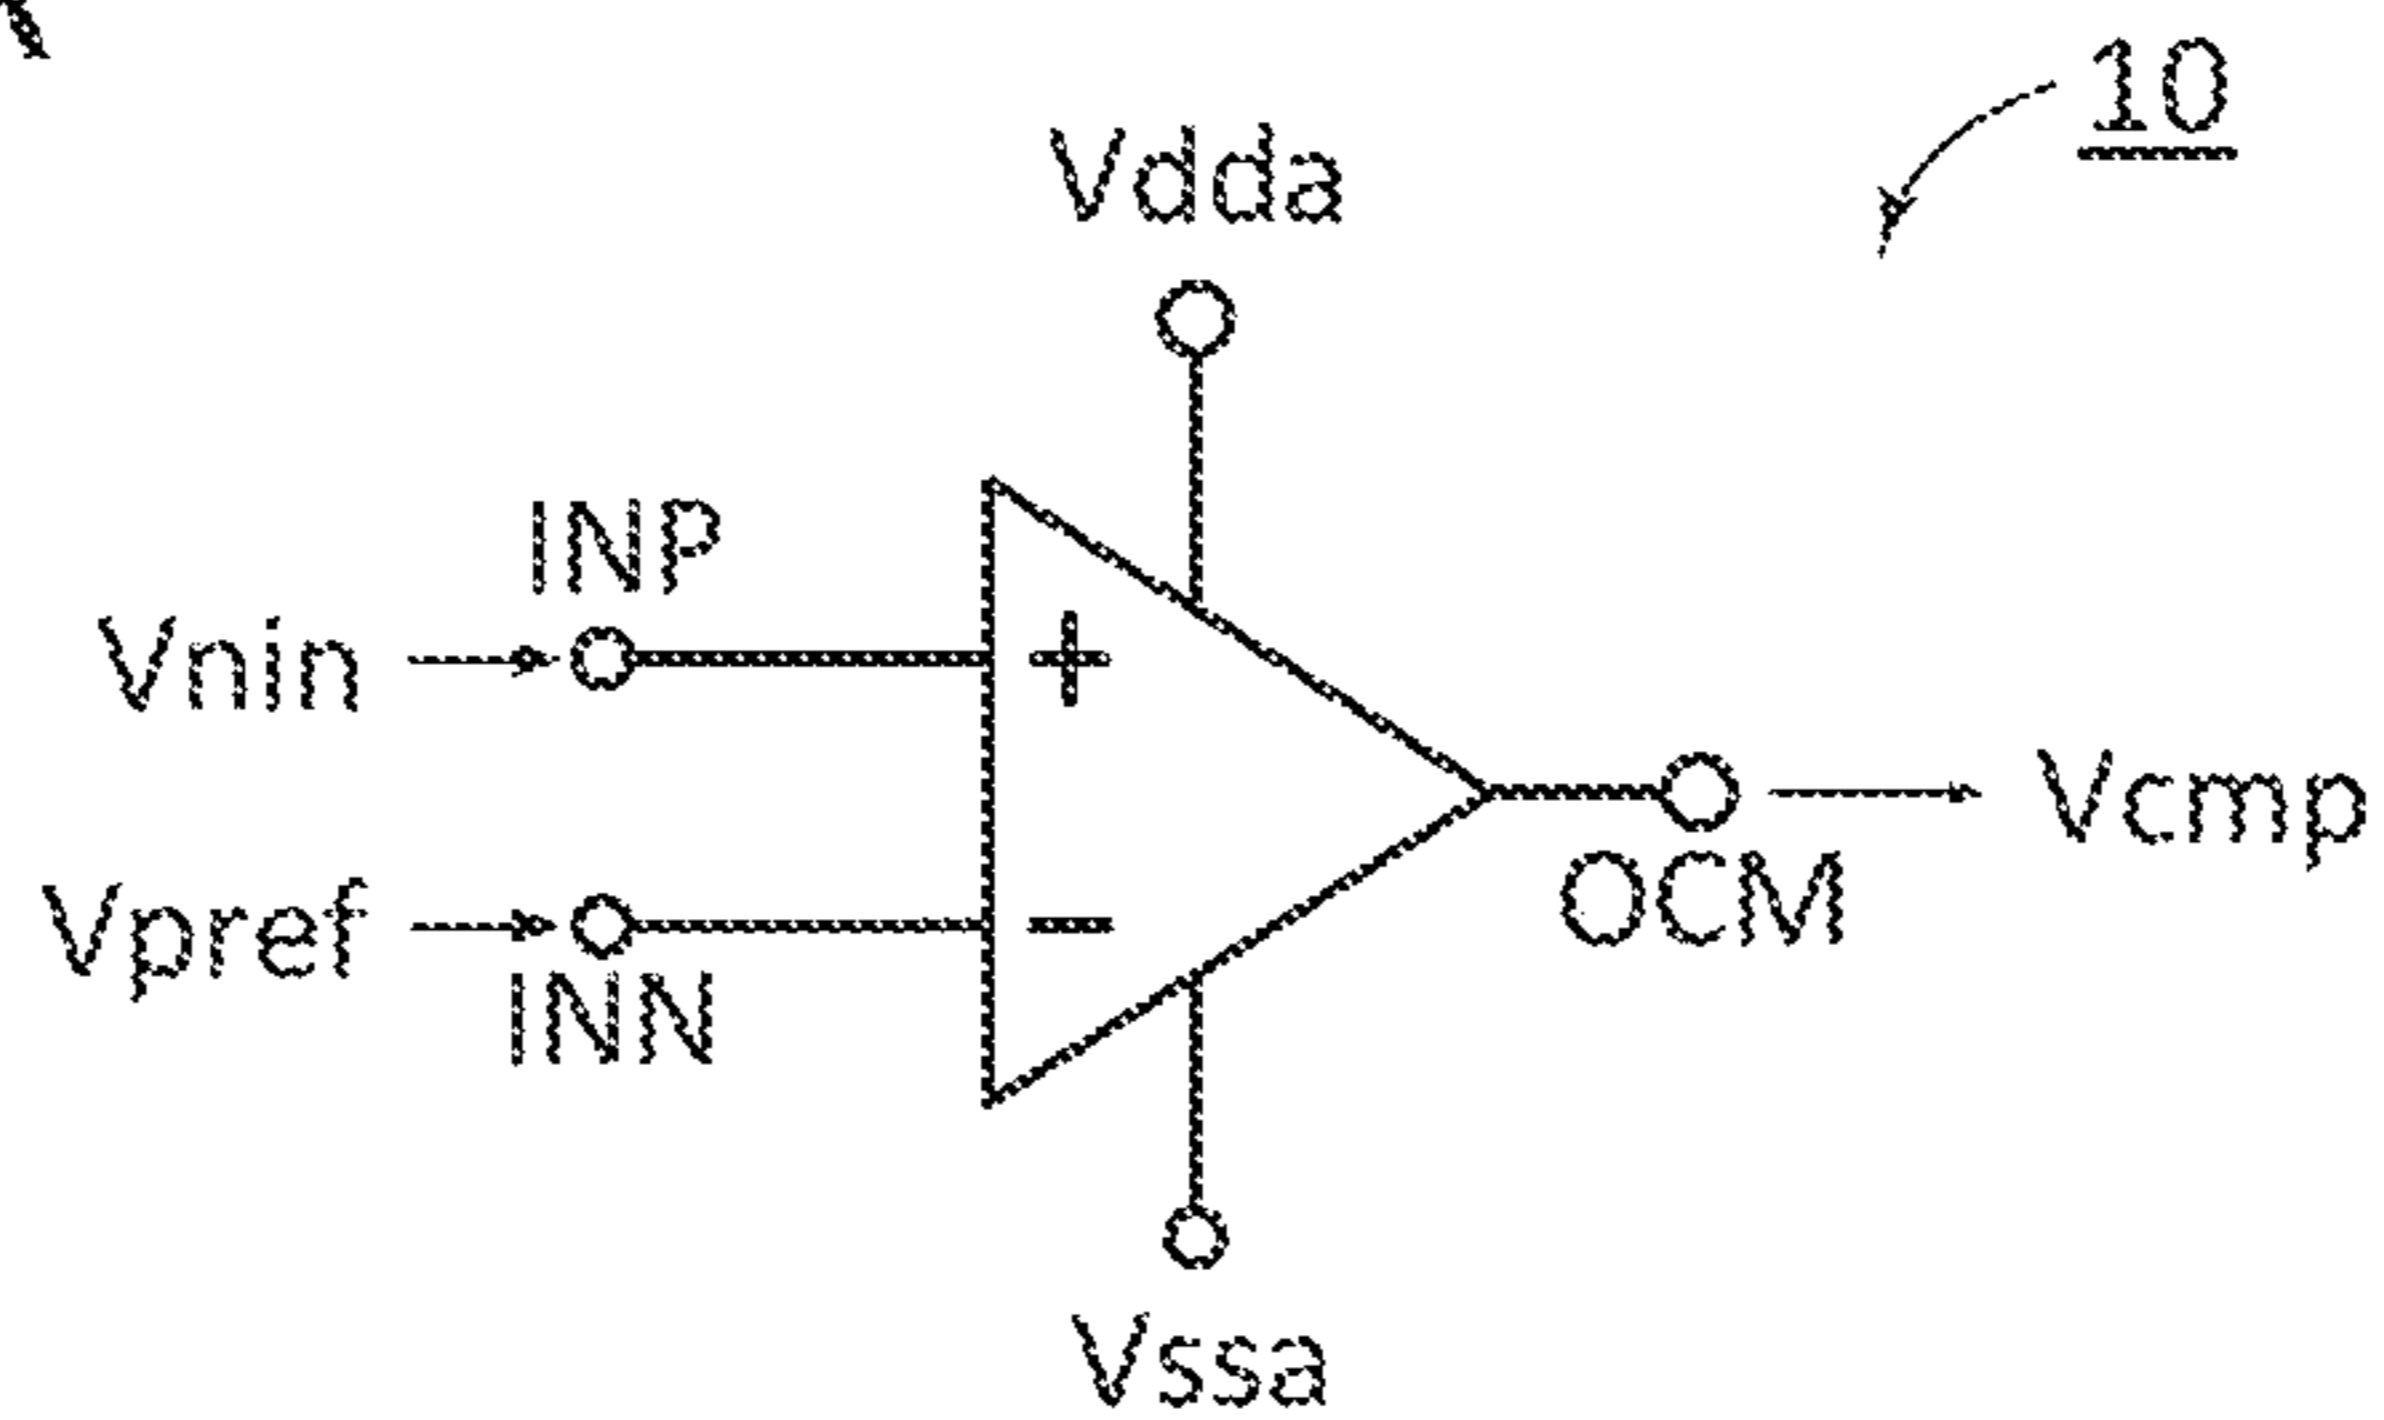 10
Vdda
INP
Vnin
+
Vcmp
OCM
Vpref
-
INN
Vssa